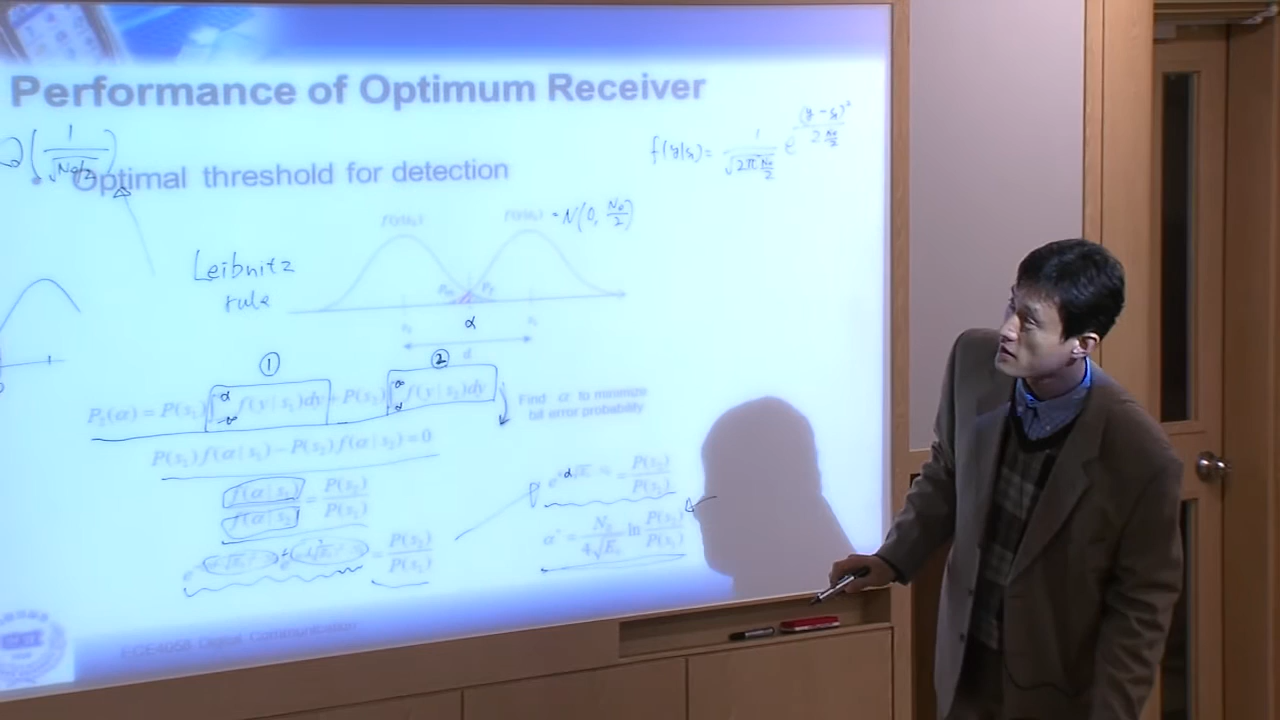 Performance of Optimum Receiver
Q(1/√(N₀/2))
Optimal threshold for detection
f(y|s₁) = 1/√(2π N₀/2) e^((y − s₁)²/(2 N₀/2))
= N(0, N₀/2)
Leibnitz
rule
α
d
① ②
P₂(α) = P(s₁) ∫_{-∞}^{α} f(y | s₁)dy + P(s₂) ∫_{α}^{∞} f(y | s₂)dy
Find α to minimize
bit error probability
P(s₁) f(α | s₁) − P(s₂) f(α | s₂) = 0
f(α | s₁) / f(α | s₂) = P(s₂) / P(s₁)
= P(s₂) / P(s₁)
= P(s₂) / P(s₁)
α* = N₀ / 4√E_b ln P(s₂) / P(s₁)
ECE4058 Digital Communication